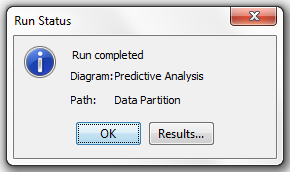 Run Status
Run completed
Diagram: Predictive Analysis
Path: Data Partition
OK Results...